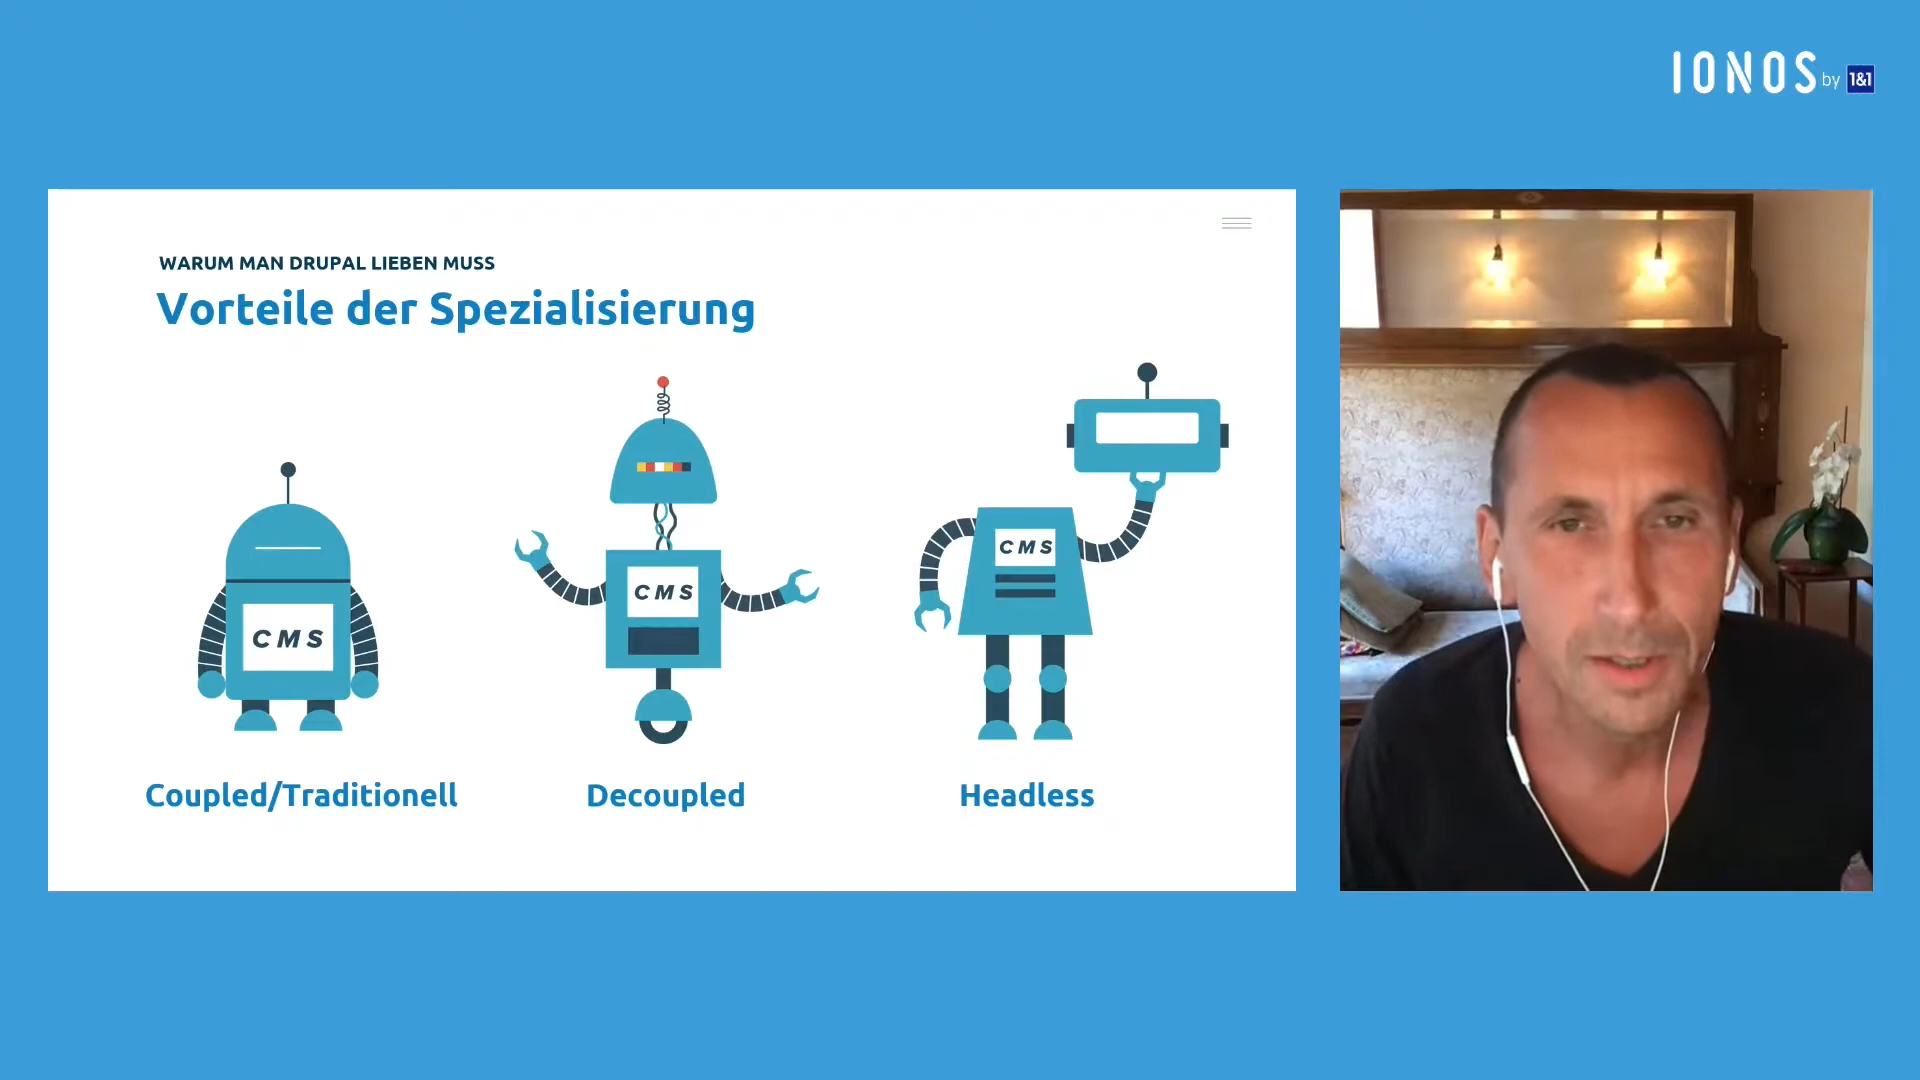 IONOS by 1&1
WARUM MAN DRUPAL LIEBEN MUSS
Vorteile der Spezialisierung
CMS
CMS
CMS
Coupled/Traditionell
Decoupled
Headless